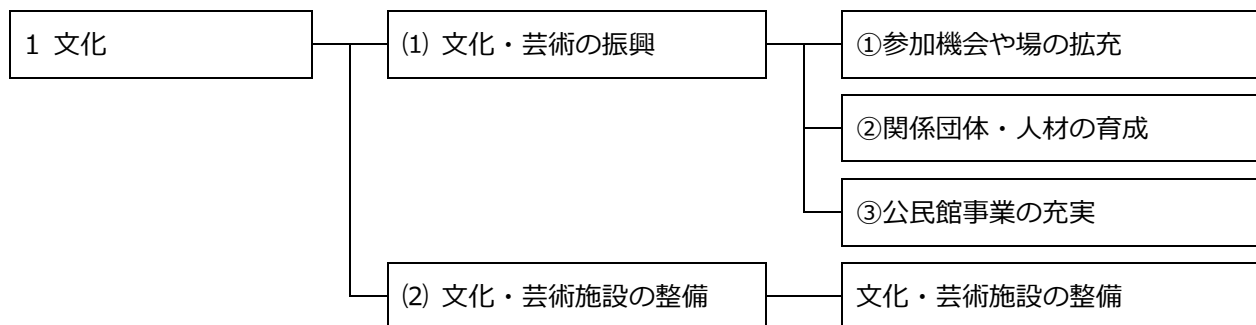 1 文化
⑴ 文化・芸術の振興
①参加機会や場の拡充
②関係団体・人材の育成
③公民館事業の充実
⑵ 文化・芸術施設の整備
文化・芸術施設の整備